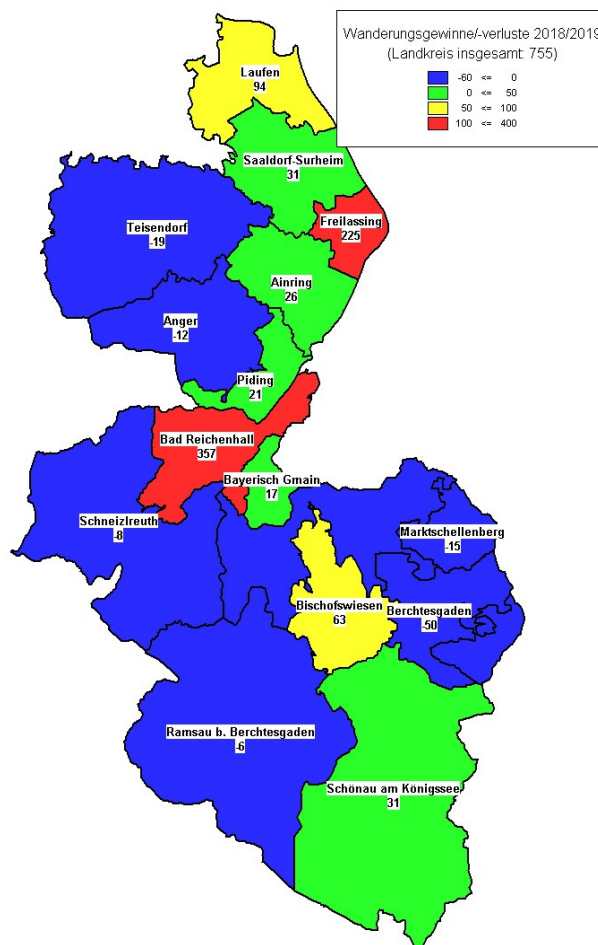 Wanderungsgewinne/-verluste 2018/2019
(Landkreis insgesamt: 755)
-60 <= 0
0 <= 50
50 <= 100
100 <= 400
Laufen
94
Saaldorf-Surheim
31
Freilassing
225
Teisendorf
-19
Ainring
26
Anger
-12
Piding
21
Bad Reichenhall
357
Bayerisch Gmain
17
Schneizlreuth
-8
Marktschellenberg
-15
Bischofswiesen
63
Berchtesgaden
-50
Ramsau b. Berchtesgaden
-6
Schönau am Königssee
31